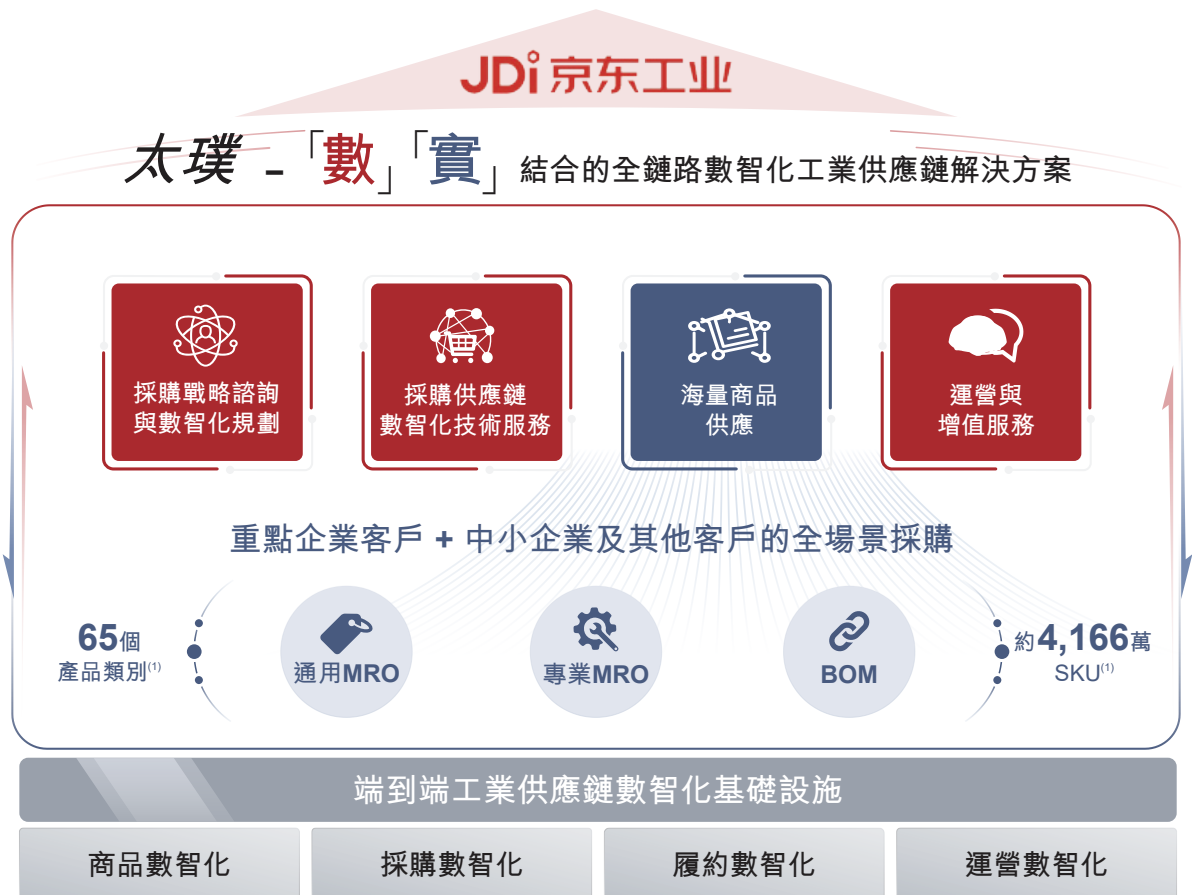 JDi 京东工业
太璞 – 「數」「實」結合的全鏈路數智化工業供應鏈解決方案
採購戰略諮詢
與數智化規劃
採購供應鏈
數智化技術服務
海量商品
供應
運營與
增值服務
重點企業客戶 + 中小企業及其他客戶的全場景採購
65個
產品類別(1)
通用MRO
專業MRO
BOM
約4,166萬
SKU(1)
端到端工業供應鏈數智化基礎設施
商品數智化
採購數智化
履約數智化
運營數智化